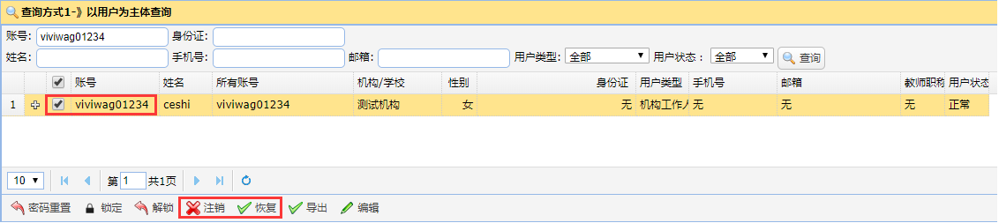 查询方式1-》以用户为主体查询
账号: viviwag01234 身份证:
姓名: 手机号: 邮箱: 用户类型: 全部 用户状态： 全部 查询
账号 姓名 所有账号 机构/学校 性别 身份证 用户类型 手机号 邮箱 教师职称 用户状态
1 viviwag01234 ceshi viviwag01234 测试机构 女 无 机构工作人 无 无 无 正常
10 第 1 共1页
密码重置 锁定 解锁 注销 恢复 导出 编辑